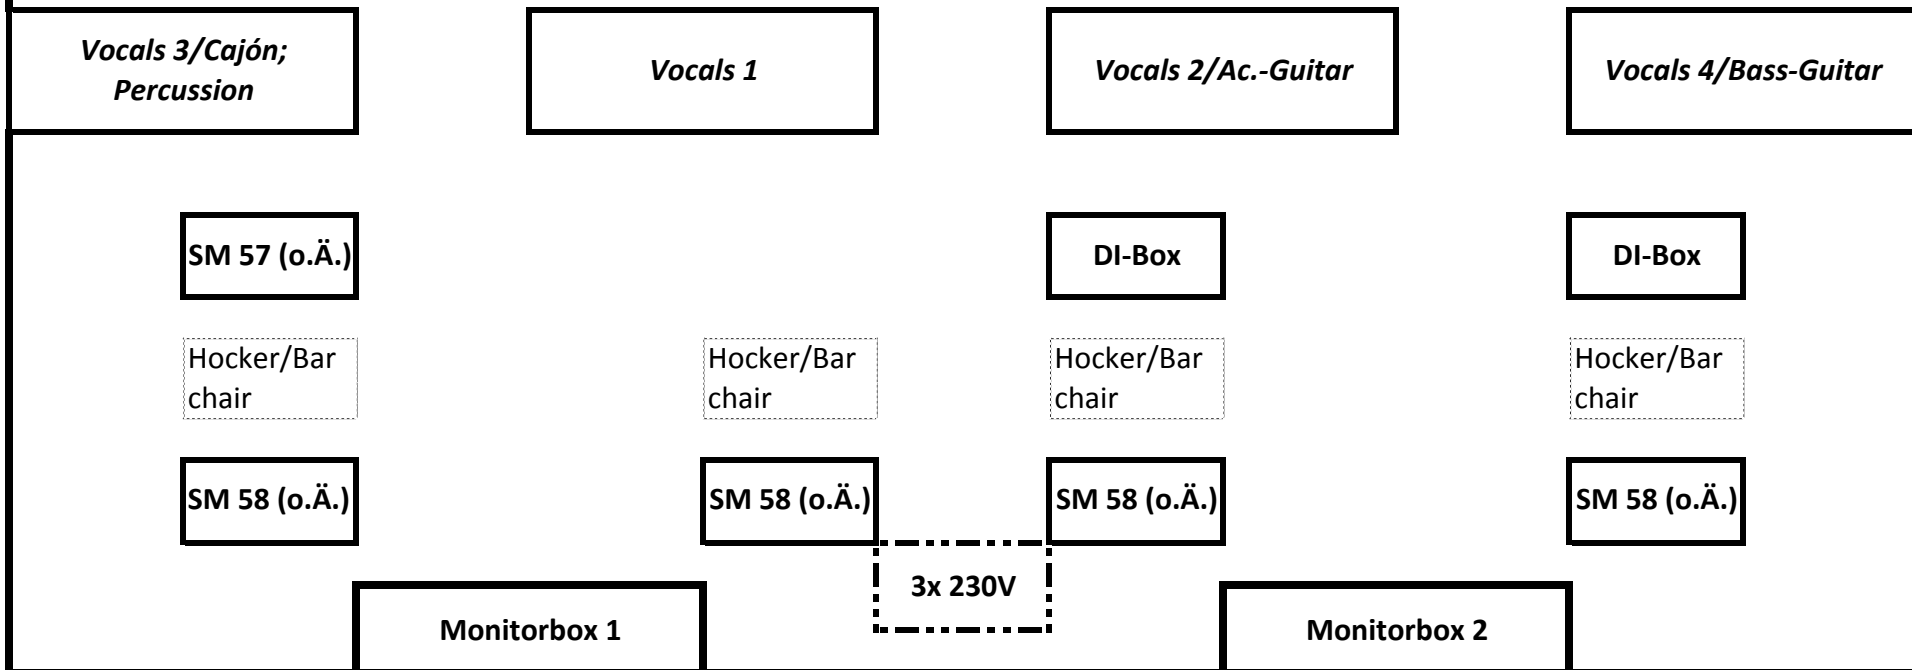 Vocals 3/Cajón;
Percussion
Vocals 1
Vocals 2/Ac.-Guitar
Vocals 4/Bass-Guitar
SM 57 (o.Ä.)
DI-Box
DI-Box
Hocker/Bar
chair
Hocker/Bar
chair
Hocker/Bar
chair
Hocker/Bar
chair
SM 58 (o.Ä.)
SM 58 (o.Ä.)
SM 58 (o.Ä.)
SM 58 (o.Ä.)
3x 230V
Monitorbox 1
Monitorbox 2